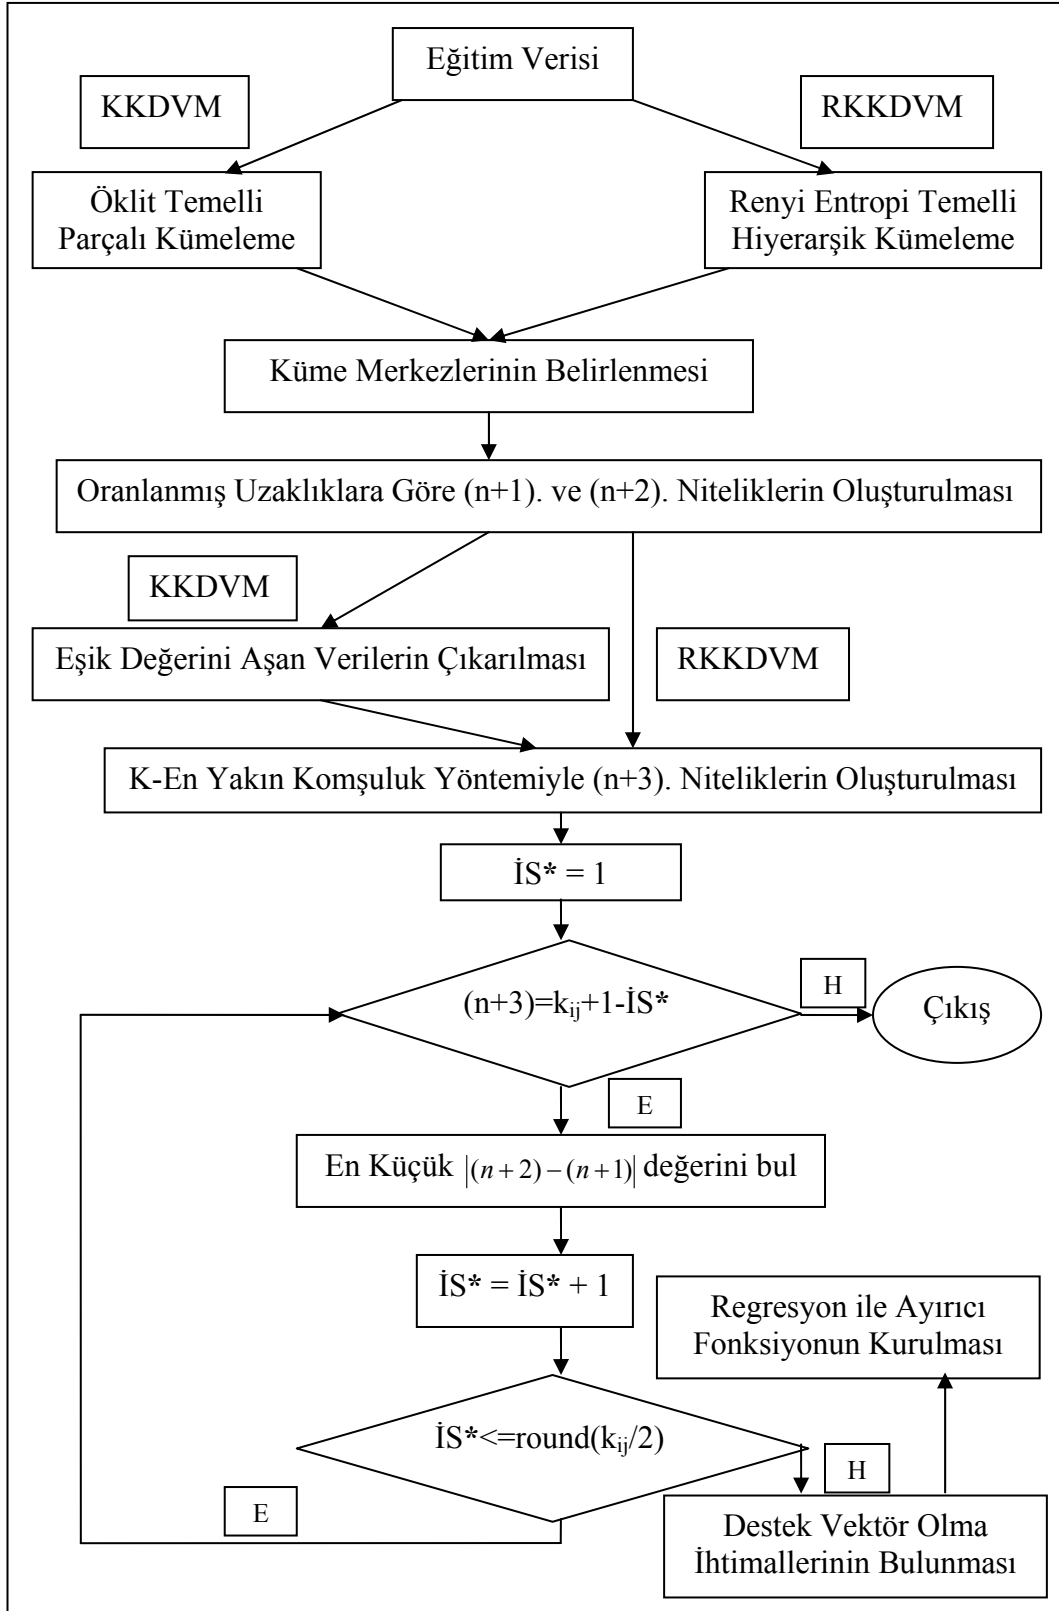 Eğitim Verisi
KKDVM
RKKDVM
Öklit Temelli
Parçalı Kümeleme
Renyi Entropi Temelli
Hiyerarşik Kümeleme
Küme Merkezlerinin Belirlenmesi
Oranlanmış Uzaklıklara Göre (n+1). ve (n+2). Niteliklerin Oluşturulması
KKDVM
Eşik Değerini Aşan Verilerin Çıkarılması
RKKDVM
K-En Yakın Komşuluk Yöntemiyle (n+3). Niteliklerin Oluşturulması
İS* = 1
(n+3)=kij+1-İS*
H
Çıkış
E
En Küçük |(n + 2) − (n + 1)| değerini bul
İS* = İS* + 1
Regresyon ile Ayırıcı
Fonksiyonun Kurulması
İS*<=round(kij/2)
H
E
Destek Vektör Olma
İhtimallerinin Bulunması